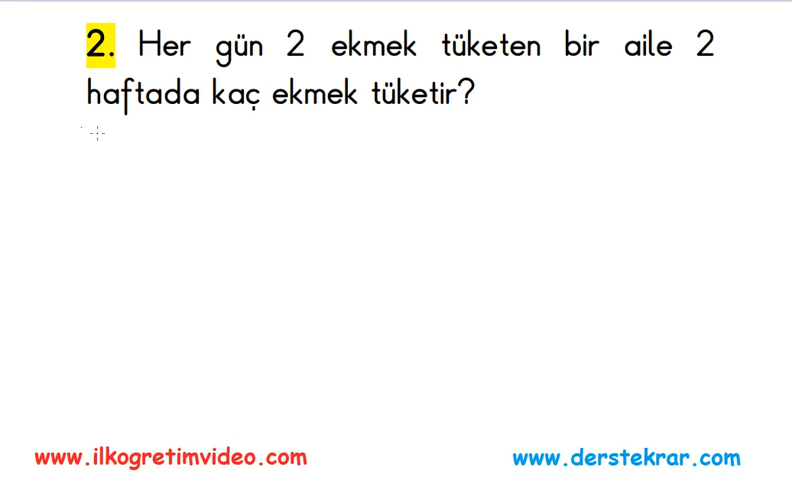 2. Her gün 2 ekmek tüketen bir aile 2
haftada kaç ekmek tüketir?
www.ilkogretimvideo.com
www.derstekrar.com